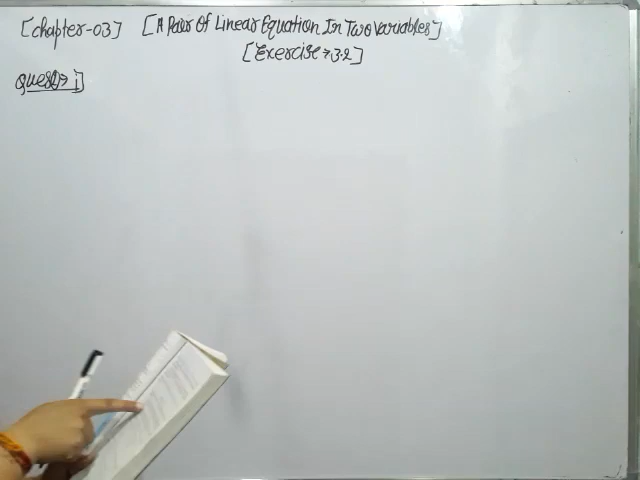 [Chapter-03] [A Pair Of Linear Equation In Two Variables]
[Exercise→3.2]
Ques→1]